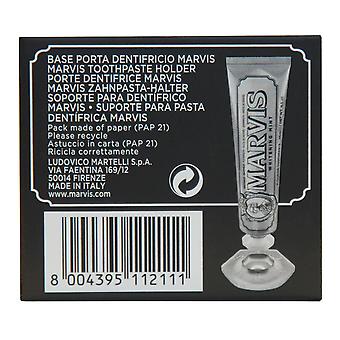 BASE PORTA DENTIFRICIO MARVIS
MARVIS TOOTHPASTE HOLDER
PORTE DENTIFRICE MARVIS
MARVIS ZAHNPASTA-HALTER
SOPORTE PARA DENTÍFRICO
MARVIS • SUPORTE PARA PASTA
DENTÍFRICA MARVIS
Pack made of paper (PAP 21)
Please recycle
Astuccio in carta (PAP 21)
Ricicla correttamente
LUDOVICO MARTELLI S.p.A.
VIA FAENTINA 169/12
50014 FIRENZE
MADE IN ITALY
www.marvis.com
8 004395 112111
MARVIS
WHITENING MINT